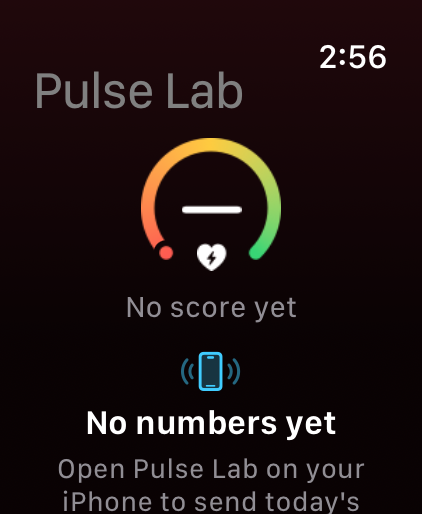 2:56
Pulse Lab
No score yet
No numbers yet
Open Pulse Lab on your
iPhone to send today's